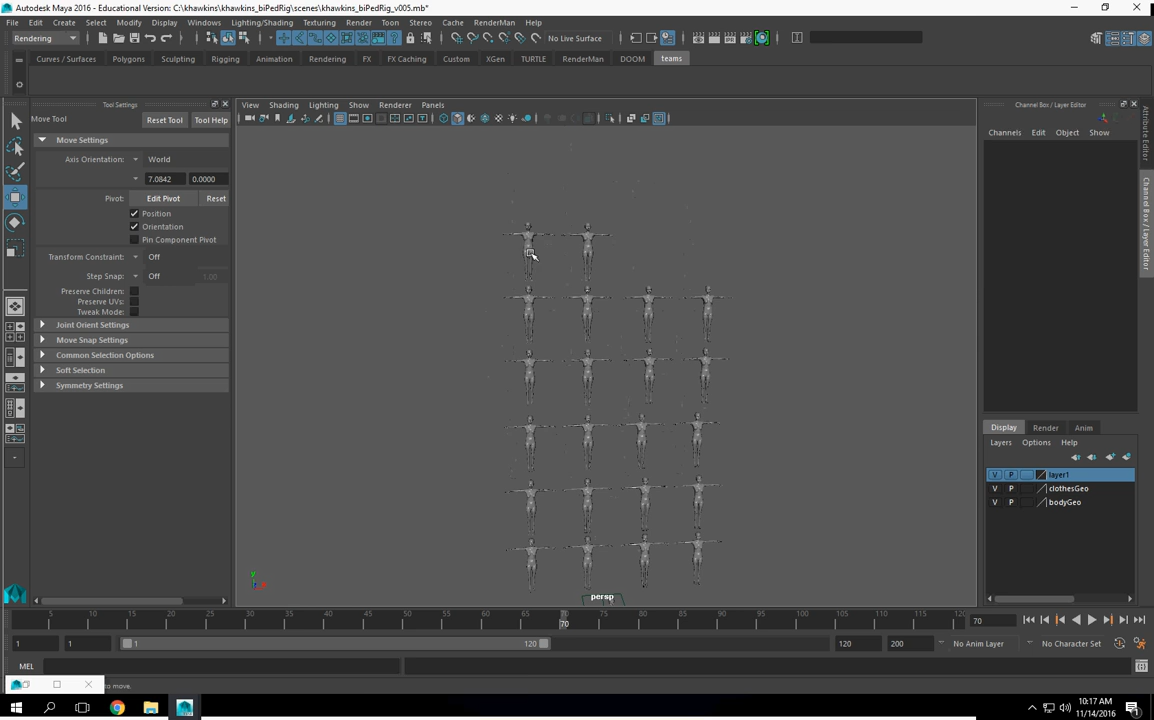 Autodesk Maya 2016 - Educational Version: C:\khawkins\khawkins_biPedRig\scenes\khawkins_biPedRig_v005.mb*
File Edit Create Select Modify Display Windows Lighting/Shading Texturing Render Toon Stereo Cache RenderMan Help
Rendering No Live Surface
Curves / Surfaces Polygons Sculpting Rigging Animation Rendering FX FX Caching Custom XGen TURTLE RenderMan DOOM teams
Tool Settings
View Shading Lighting Show Renderer Panels
Channel Box / Layer Editor
Move Tool Reset Tool Tool Help
Channels Edit Object Show
Attribute Editor
Channel Box / Layer Editor
Move Settings
Axis Orientation: World
7.0842 0.0000
Pivot: Edit Pivot Reset
Position
Orientation
Pin Component Pivot
Transform Constraint: Off
Step Snap: Off 1.00
Preserve Children:
Preserve UVs:
Tweak Mode:
Joint Orient Settings
Move Snap Settings
Common Selection Options
Soft Selection
Symmetry Settings
Display Render Anim
Layers Options Help
V P layer1
V P clothesGeo
V P bodyGeo
y
persp
5 10 15 20 25 30 35 40 45 50 55 60 65 70 75 80 85 90 95 100 105 110 115 120
70
70
1 1 1 120 120 200 No Anim Layer No Character Set
MEL
to move.
10:17 AM
11/14/2016
1